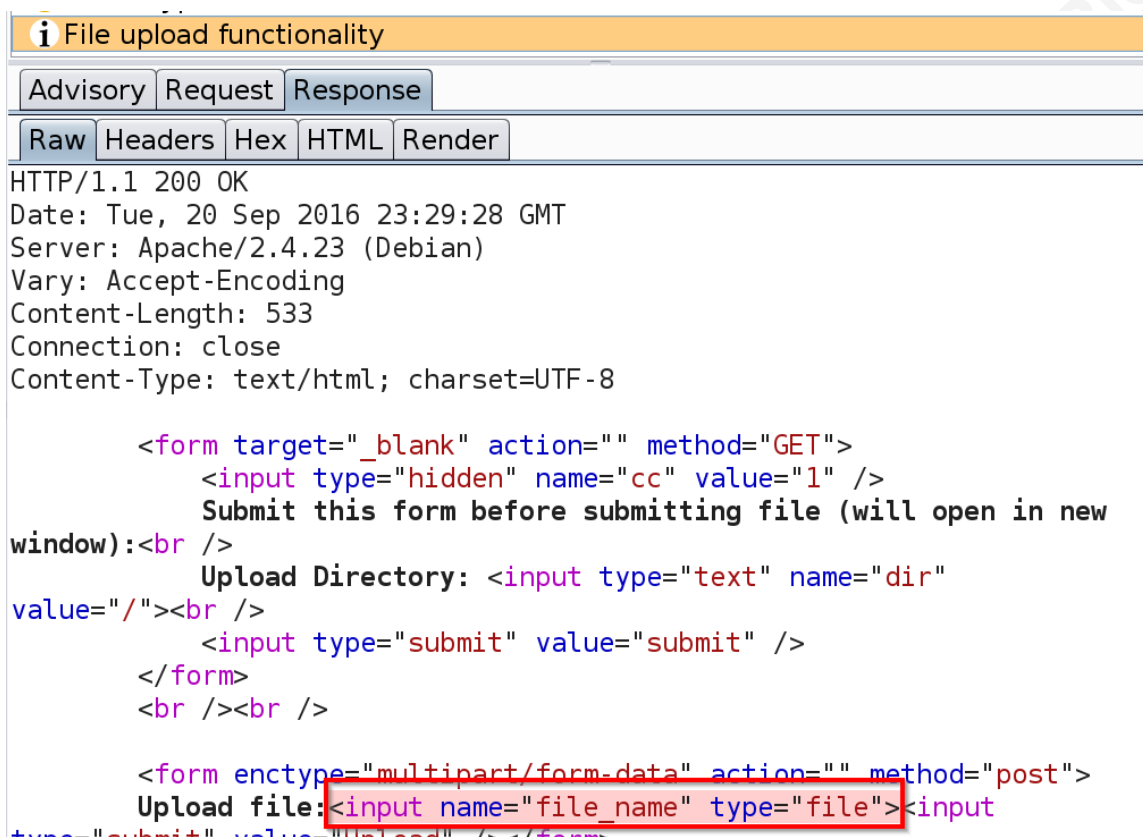 File upload functionality
Advisory Request Response
Raw Headers Hex HTML Render
HTTP/1.1 200 OK
Date: Tue, 20 Sep 2016 23:29:28 GMT
Server: Apache/2.4.23 (Debian)
Vary: Accept-Encoding
Content-Length: 533
Connection: close
Content-Type: text/html; charset=UTF-8
<form target="_blank" action="" method="GET">
<input type="hidden" name="cc" value="1" />
Submit this form before submitting file (will open in new
window):<br />
Upload Directory: <input type="text" name="dir"
value="/"><br />
<input type="submit" value="submit" />
</form>
<br /><br />
<form enctype="multipart/form-data" action="" method="post">
Upload file:<input name="file_name" type="file"><input
type="submit" value="Upload" /></form>